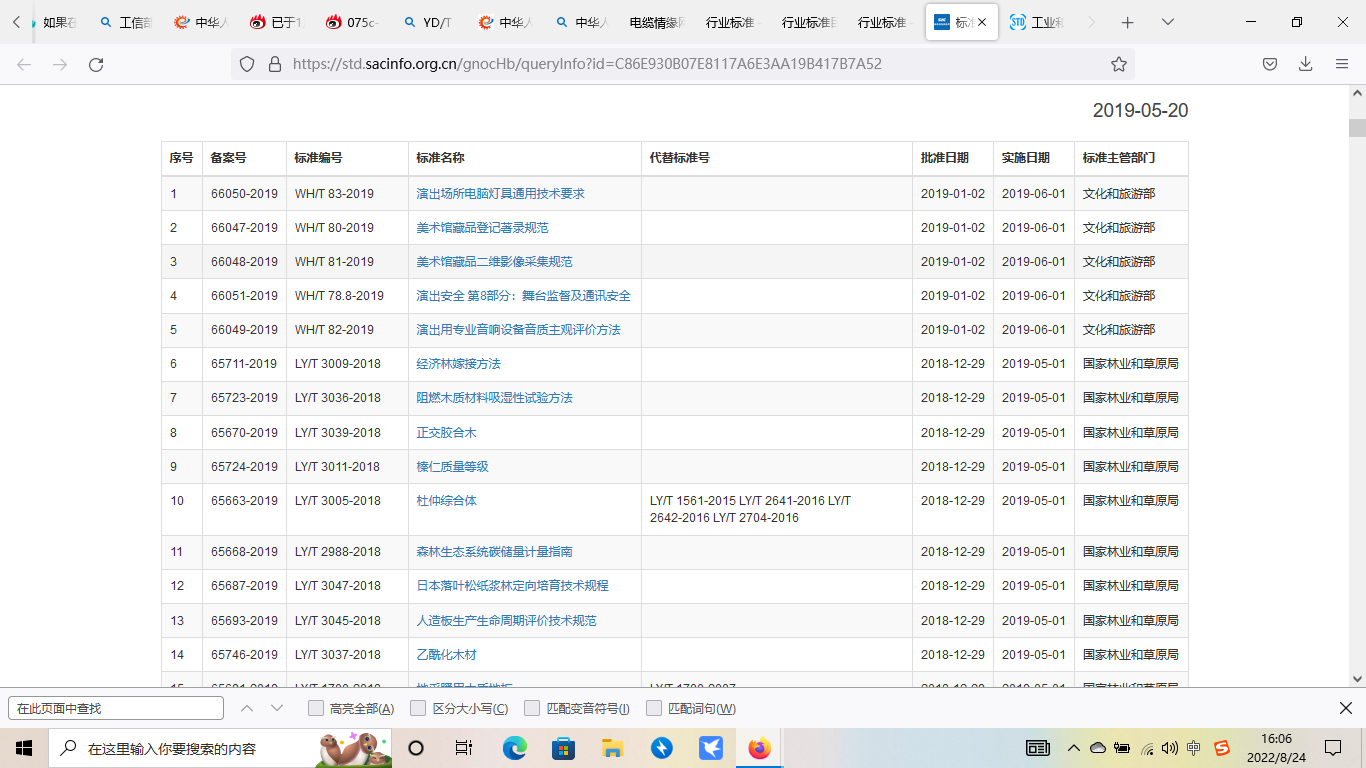 如果在
工信部
中华人
已于1
075c-
YD/T
中华人
中华人
电缆情缘
行业标准
行业标准
行业标准
标准
工业和
https://std.sacinfo.org.cn/gnocHb/queryInfo?id=C86E930B07E8117A6E3AA19B417B7A52
2019-05-20
序号 备案号 标准编号 标准名称 代替标准号 批准日期 实施日期 标准主管部门
1 66050-2019 WH/T 83-2019 演出场所电脑灯具通用技术要求 2019-01-02 2019-06-01 文化和旅游部
2 66047-2019 WH/T 80-2019 美术馆藏品登记著录规范 2019-01-02 2019-06-01 文化和旅游部
3 66048-2019 WH/T 81-2019 美术馆藏品二维影像采集规范 2019-01-02 2019-06-01 文化和旅游部
4 66051-2019 WH/T 78.8-2019 演出安全 第8部分：舞台监督及通讯安全 2019-01-02 2019-06-01 文化和旅游部
5 66049-2019 WH/T 82-2019 演出用专业音响设备音质主观评价方法 2019-01-02 2019-06-01 文化和旅游部
6 65711-2019 LY/T 3009-2018 经济林嫁接方法 2018-12-29 2019-05-01 国家林业和草原局
7 65723-2019 LY/T 3036-2018 阻燃木质材料吸湿性试验方法 2018-12-29 2019-05-01 国家林业和草原局
8 65670-2019 LY/T 3039-2018 正交胶合木 2018-12-29 2019-05-01 国家林业和草原局
9 65724-2019 LY/T 3011-2018 榛仁质量等级 2018-12-29 2019-05-01 国家林业和草原局
10 65663-2019 LY/T 3005-2018 杜仲综合体 LY/T 1561-2015 LY/T 2641-2016 LY/T 2018-12-29 2019-05-01 国家林业和草原局
2642-2016 LY/T 2704-2016
11 65668-2019 LY/T 2988-2018 森林生态系统碳储量计量指南 2018-12-29 2019-05-01 国家林业和草原局
12 65687-2019 LY/T 3047-2018 日本落叶松纸浆林定向培育技术规程 2018-12-29 2019-05-01 国家林业和草原局
13 65693-2019 LY/T 3045-2018 人造板生产生命周期评价技术规范 2018-12-29 2019-05-01 国家林业和草原局
14 65746-2019 LY/T 3037-2018 乙酰化木材 2018-12-29 2019-05-01 国家林业和草原局
在此页面中查找 高亮全部(A) 区分大小写(C) 匹配变音符号(I) 匹配词句(W)
在这里输入你要搜索的内容
中
16:06
2022/8/24